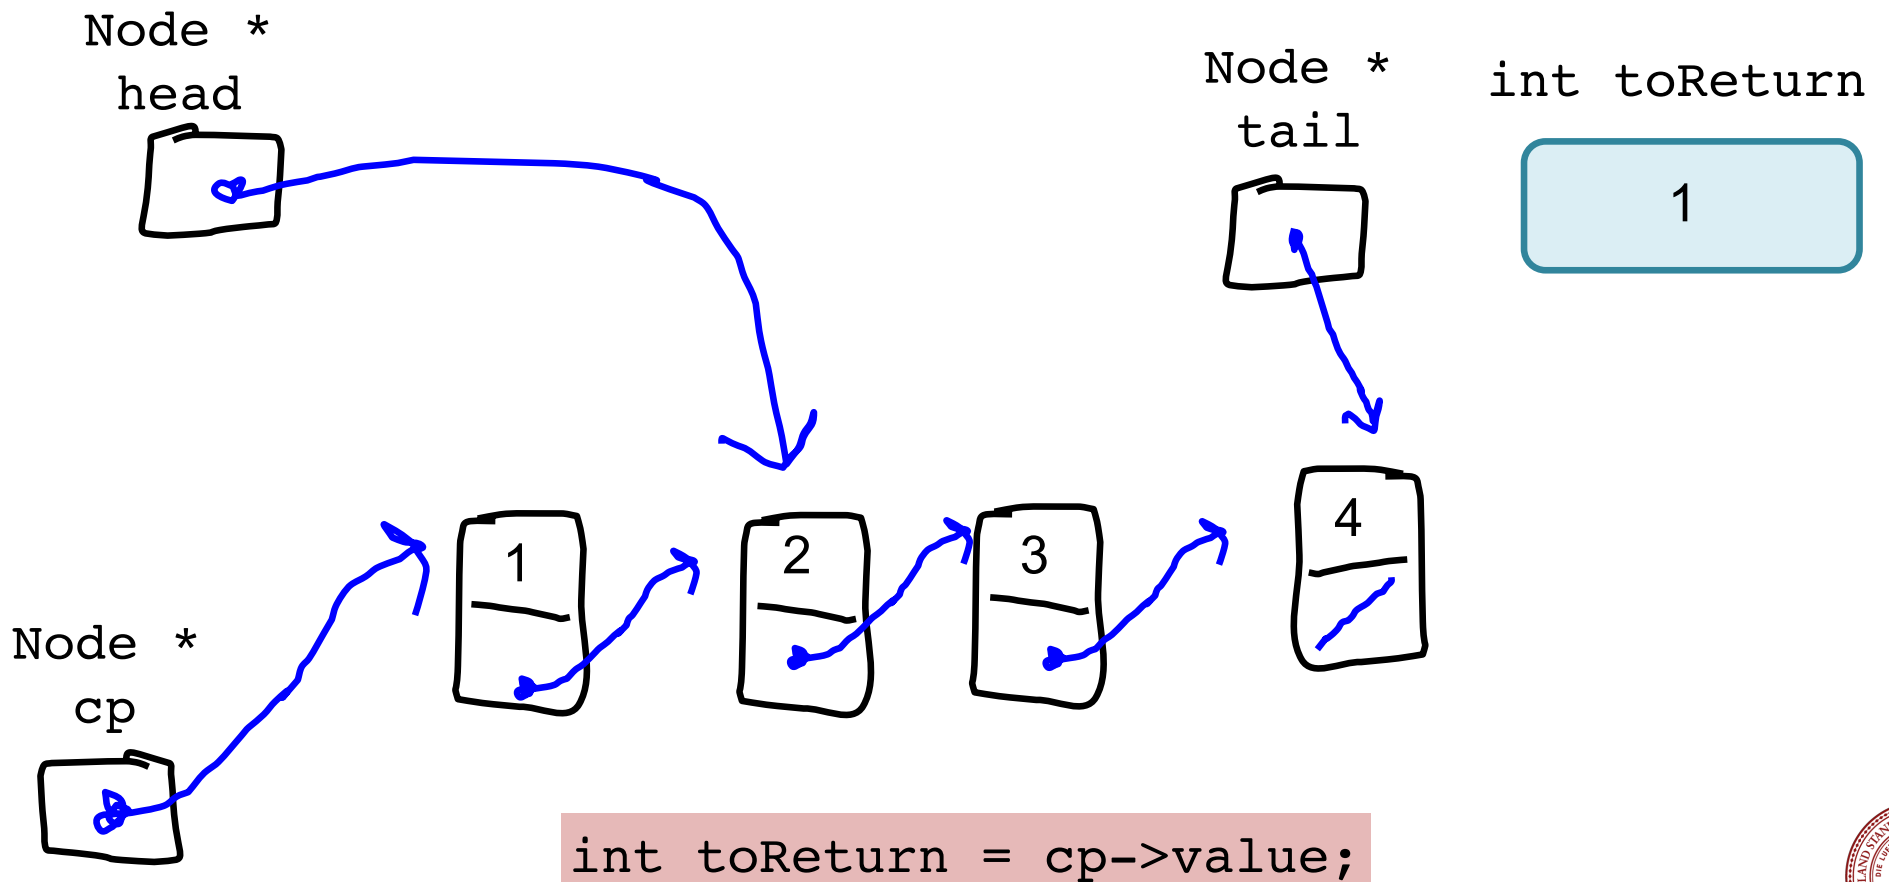 Node *
head
Node *
tail
int toReturn
1
1
2
3
4
Node *
cp
int toReturn = cp->value;